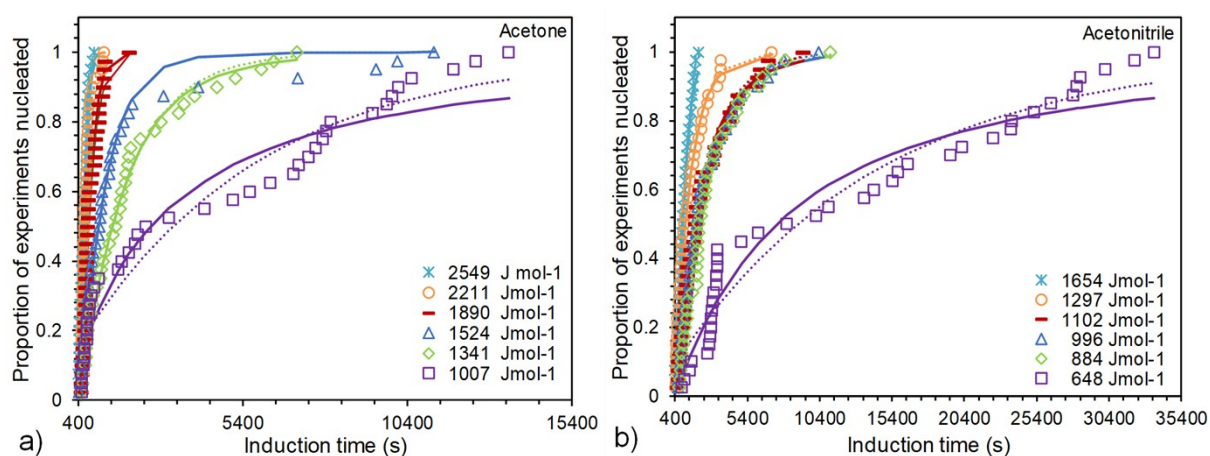 Acetone
Proportion of experiments nucleated
1
0.8
0.6
0.4
0.2
0
2549 J mol-1
2211 Jmol-1
1890 Jmol-1
1524 Jmol-1
1341 Jmol-1
1007 Jmol-1
400 5400 10400 15400
a) Induction time (s)
Acetonitrile
Proportion of experiments nucleated
1
0.8
0.6
0.4
0.2
0
1654 Jmol-1
1297 Jmol-1
1102 Jmol-1
996 Jmol-1
884 Jmol-1
648 Jmol-1
400 5400 10400 15400 20400 25400 30400 35400
b) Induction time (s)